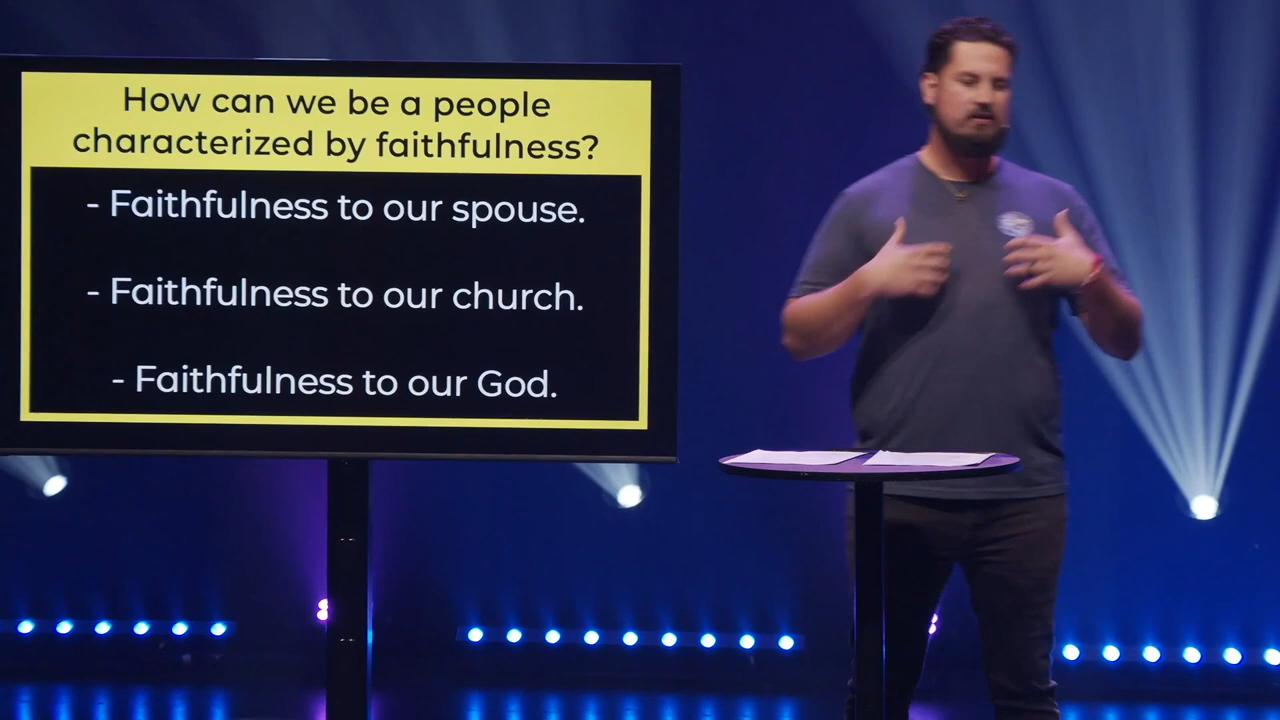 How can we be a people
characterized by faithfulness?
- Faithfulness to our spouse.
- Faithfulness to our church.
- Faithfulness to our God.